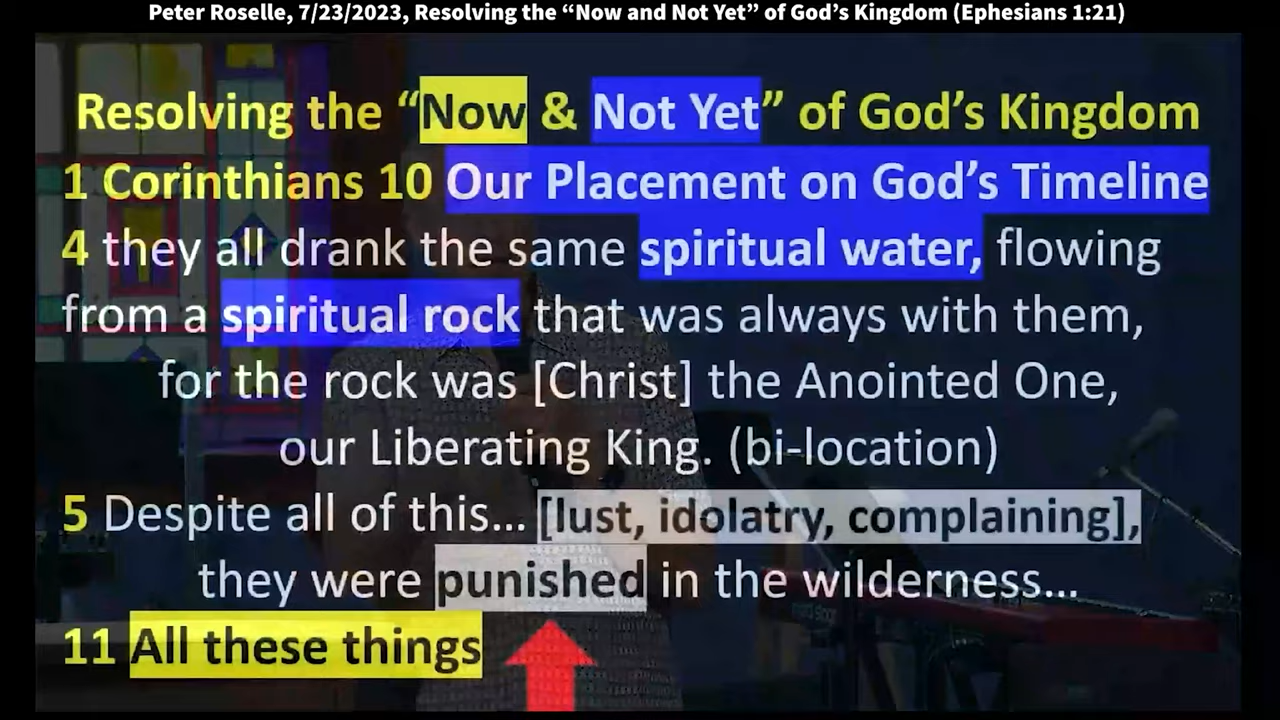 Peter Roselle, 7/23/2023, Resolving the “Now and Not Yet” of God’s Kingdom (Ephesians 1:21)
Resolving the “Now & Not Yet” of God’s Kingdom
1 Corinthians 10 Our Placement on God’s Timeline
4 they all drank the same spiritual water, flowing
from a spiritual rock that was always with them,
for the rock was [Christ] the Anointed One,
our Liberating King. (bi-location)
5 Despite all of this... [lust, idolatry, complaining],
they were punished in the wilderness...
11 All these things